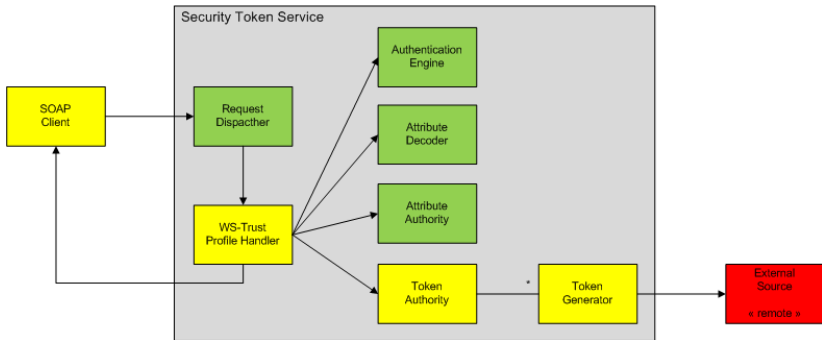 Security Token Service
Authentication
Engine
SOAP
Client
Request
Dispacther
Attribute
Decoder
Attribute
Authority
WS-Trust
Profile Handler
Token
Authority
*
Token
Generator
External
Source
« remote »